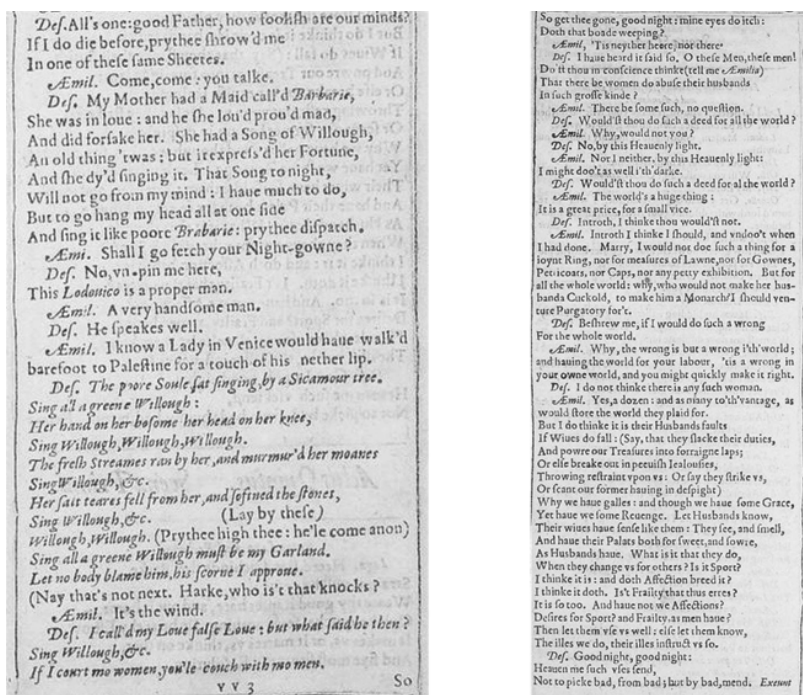 Des. All's one: good Father, how foolish are our minds?
If I do die before, prythee shrow'd me
In one of these same Sheetes.
Æmil. Come, come: you talke.
Des. My Mother had a Maid call'd Barbarie,
She was in loue: and he she lou'd prou'd mad,
And did forsake her. She had a Song of Willough,
An old thing 'twas: but it express'd her Fortune,
And she dy'd singing it. That Song to night,
Will not go from my mind: I haue much to do,
But to go hang my head all at one side
And sing it like poore Brabarie: prythee dispatch.
Æmi. Shall I go fetch your Night-gowne?
Des. No, vn-pin me here,
This Lodouico is a proper man.
Æmil. A very handsome man.
Des. He speakes well.
Æmil. I know a Lady in Venice would haue walk'd
barefoot to Palestine for a touch of his nether lip.
Des. The poore Soule sat singing, by a Sicamour tree.
Sing all a greene Willough:
Her hand on her bosome her head on her knee,
Sing Willough, Willough, Willough.
The fresh Streames ran by her, and murmur'd her moanes
Sing Willough, &c.
Her salt teares fell from her, and softned the stones,
Sing Willough, &c. (Lay by these)
Willough, Willough. (Prythee high thee: he'le come anon)
Sing all a greene Willough must be my Garland.
Let no body blame him, his scorne I approue.
(Nay that's not next. Harke, who is't that knocks?
Æmil. It's the wind.
Des. I call'd my Loue false Loue: but what said he then?
Sing Willough, &c.
If I court mo women, you'le couch with mo men.
vv 3 So
So get thee gone, good night: mine eyes do itch:
Doth that boade weeping?
Æmil. 'Tis neyther heere, nor there
Des. I haue heard it said so. O these Men, these men!
Do'st thou in conscience thinke (tell me Æmilia)
That there be women do abuse their husbands
In such grosse kinde?
Æmil. There be some such, no question.
Des. Would'st thou do such a deed for all the world?
Æmil. Why, would not you?
Des. No, by this Heauenly light.
Æmil. Nor I neither, by this Heauenly light:
I might doo't as well i'th'darke.
Des. Would'st thou do such a deed for al the world?
Æmil. The world's a huge thing:
It is a great price, for a small vice.
Des. Introth, I thinke thou would'st not.
Æmil. Introth I thinke I should, and vndoo't when
I had done. Marry, I would not doe such a thing for a
ioynt Ring, nor for measures of Lawne, nor for Gownes,
Petticoats, nor Caps, nor any petty exhibition. But for
all the whole world: why, who would not make her hus-
bands Cuckold, to make him a Monarch? I should ven-
ture Purgatory for't.
Des. Beshrew me, if I would do such a wrong
For the whole world.
Æmil. Why, the wrong is but a wrong i'th'world;
and hauing the world for your labour, 'tis a wrong in
your owne world, and you might quickly make it right.
Des. I do not thinke there is any such woman.
Æmil. Yes, a dozen: and as many to'th'vantage, as
would store the world they plaid for.
But I do thinke it is their Husbands faults
If Wiues do fall: (Say, that they slacke their duties,
And powre our Treasures into forraigne laps;
Or else breake out in peeuish Iealousies,
Throwing restraint vpon vs: Or say they strike vs,
Or scant our former hauing in despight)
Why we haue galles: and though we haue some Grace,
Yet haue we some Reuenge. Let Husbands know,
Their wiues haue sense like them: They see, and smell,
And haue their Palats both for sweet, and sowre,
As Husbands haue. What is it that they do,
When they change vs for others? Is it Sport?
I thinke it is: and doth Affection breed it?
I thinke it doth. Is't Frailty that thus erres?
It is so too. And haue not we Affections?
Desires for Sport? and Frailty, as men haue?
Then let them vse vs well: else let them know,
The illes we do, their illes instruct vs so.
Des. Good night, good night:
Heauen me such vses send,
Not to picke bad, from bad; but by bad, mend. Exeunt